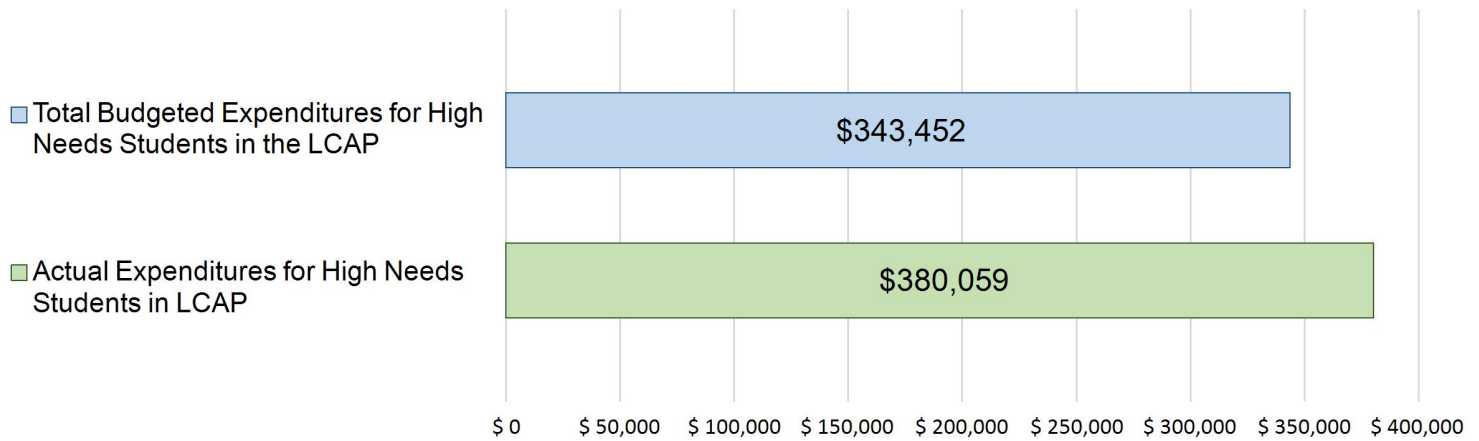 Total Budgeted Expenditures for High
Needs Students in the LCAP
$343,452
Actual Expenditures for High Needs
Students in LCAP
$380,059
$ 0 $ 50,000 $ 100,000 $ 150,000 $ 200,000 $ 250,000 $ 300,000 $ 350,000 $ 400,000